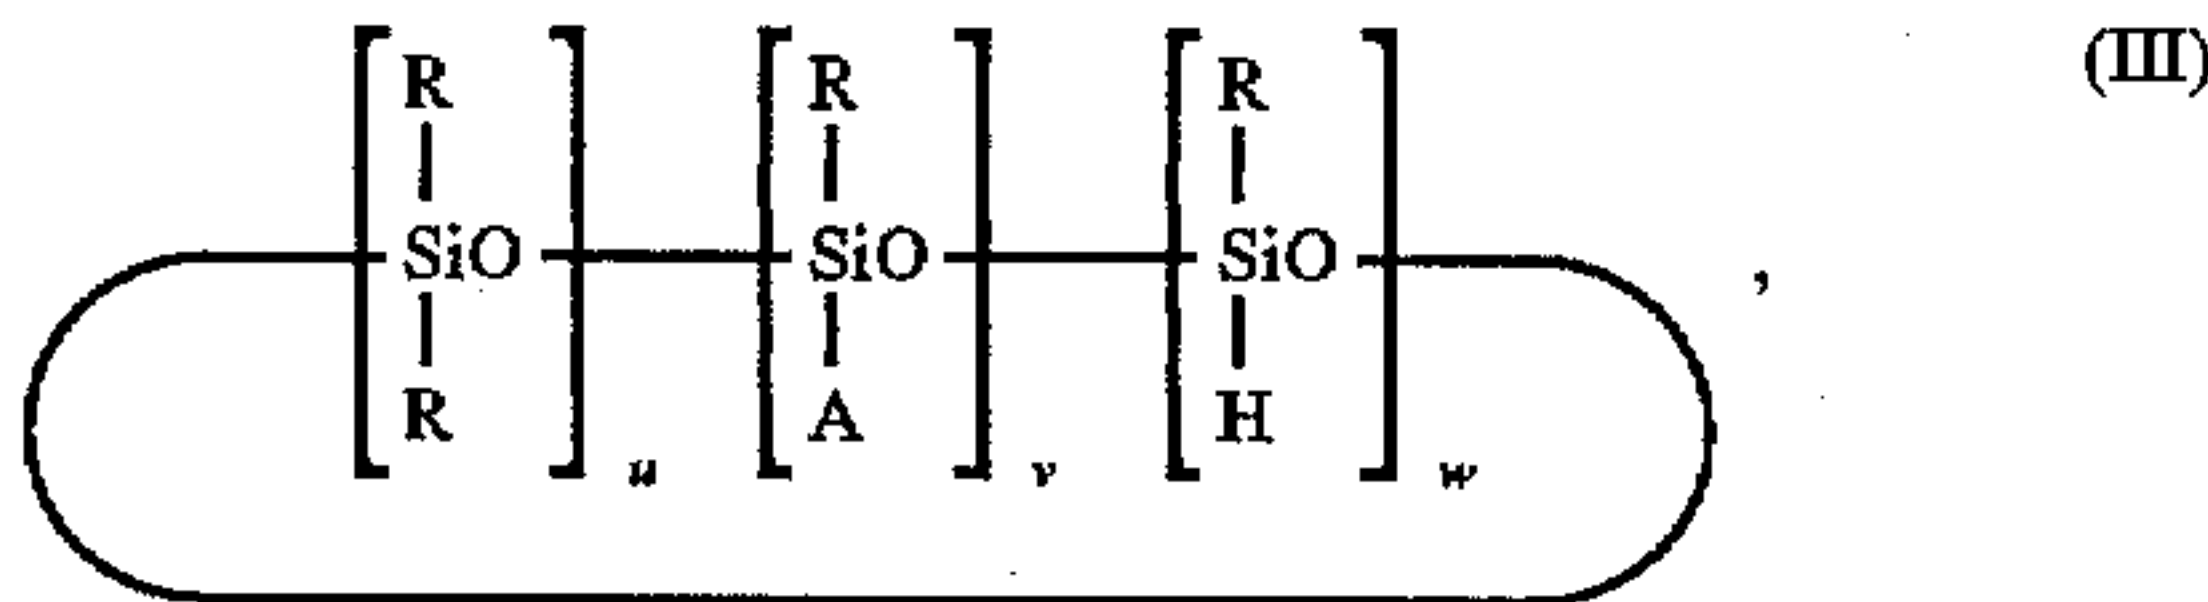 (III)
R R R
SiO SiO SiO ,
R A H
u v w